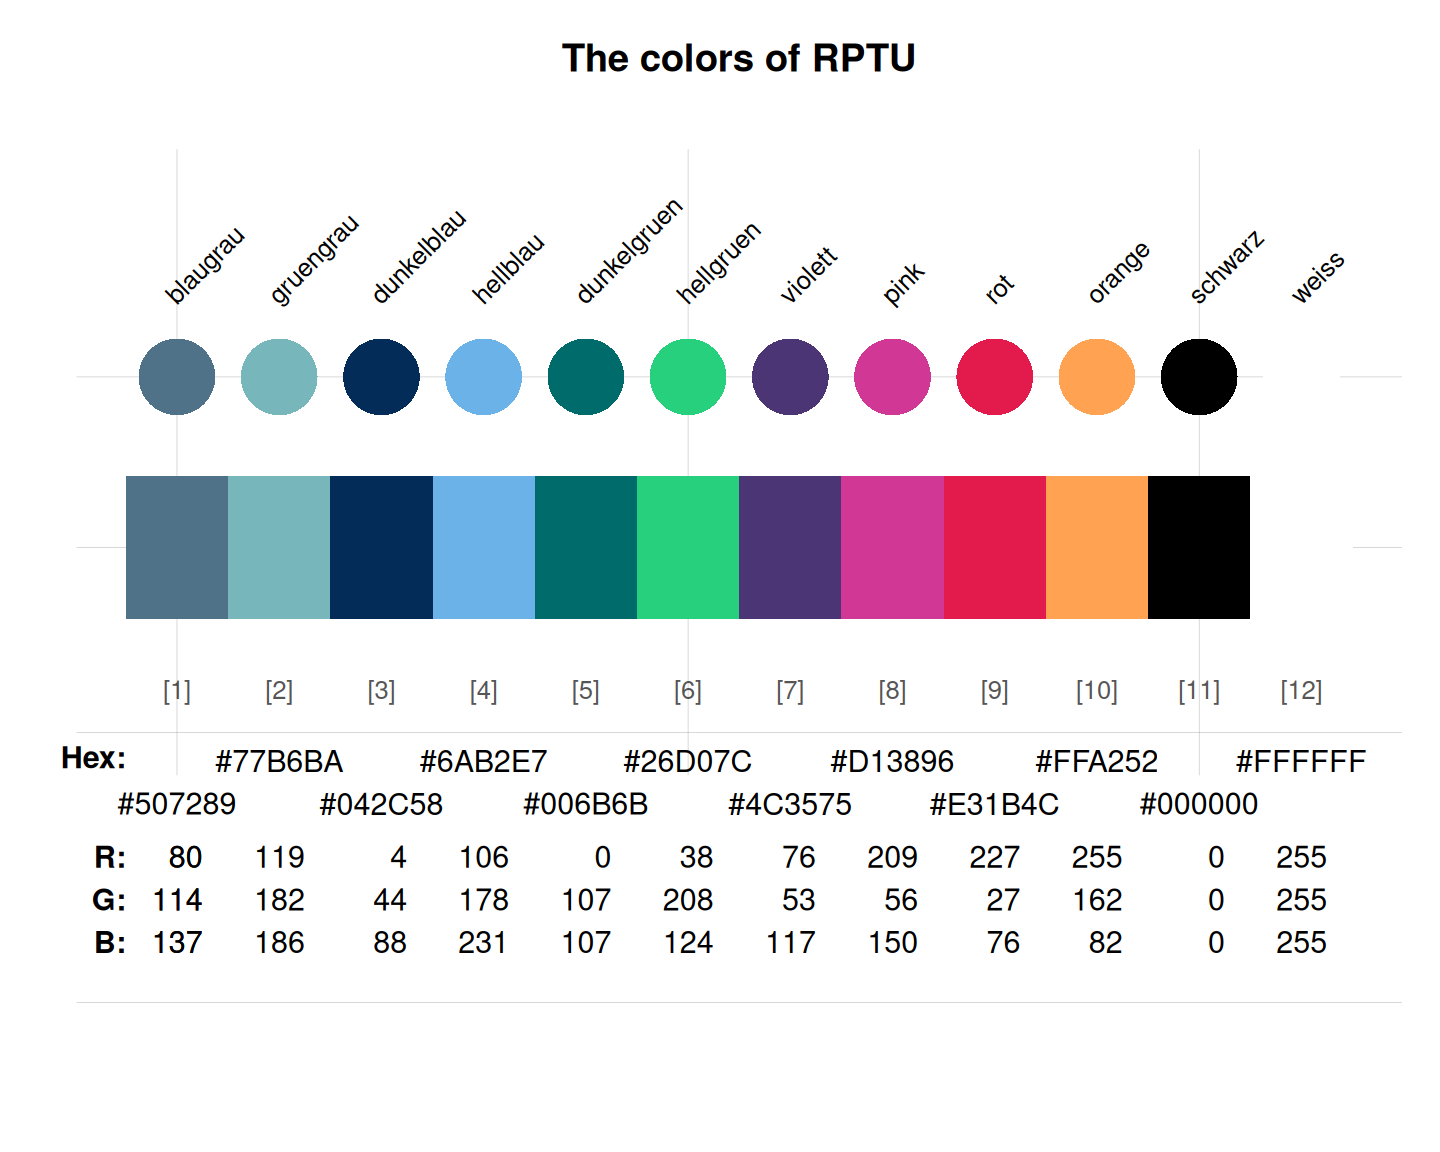 The colors of RPTU
blaugrau gruengrau dunkelblau hellblau dunkelgruen hellgruen violett pink rot orange schwarz weiss
[1] [2] [3] [4] [5] [6] [7] [8] [9] [10] [11] [12]
Hex: #77B6BA #6AB2E7 #26D07C #D13896 #FFA252 #FFFFFF
#507289 #042C58 #006B6B #4C3575 #E31B4C #000000
R: 80 119 4 106 0 38 76 209 227 255 0 255
G: 114 182 44 178 107 208 53 56 27 162 0 255
B: 137 186 88 231 107 124 117 150 76 82 0 255